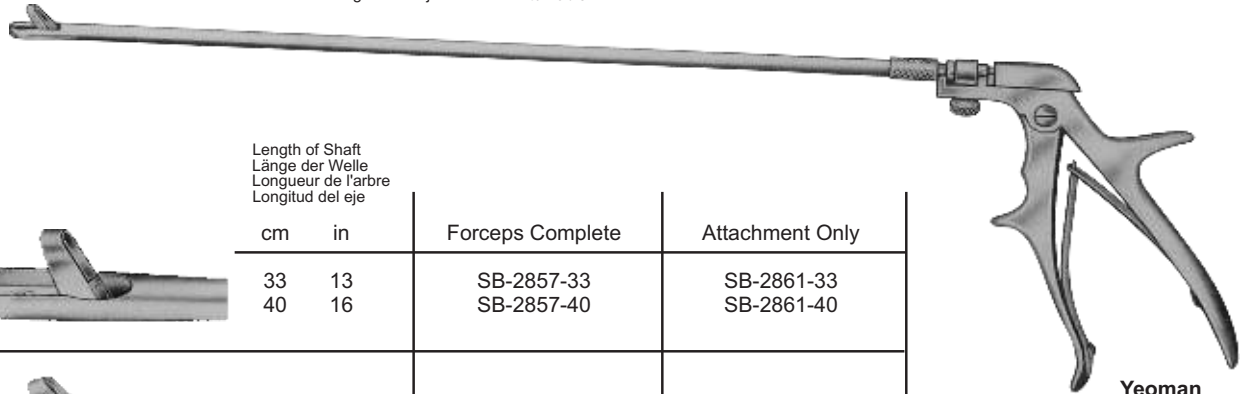 Length of Shaft
Länge der Welle
Longueur de l'arbre
Longitud del eje
cm in Forceps Complete Attachment Only
33 13 SB-2857-33 SB-2861-33
40 16 SB-2857-40 SB-2861-40
Yeoman